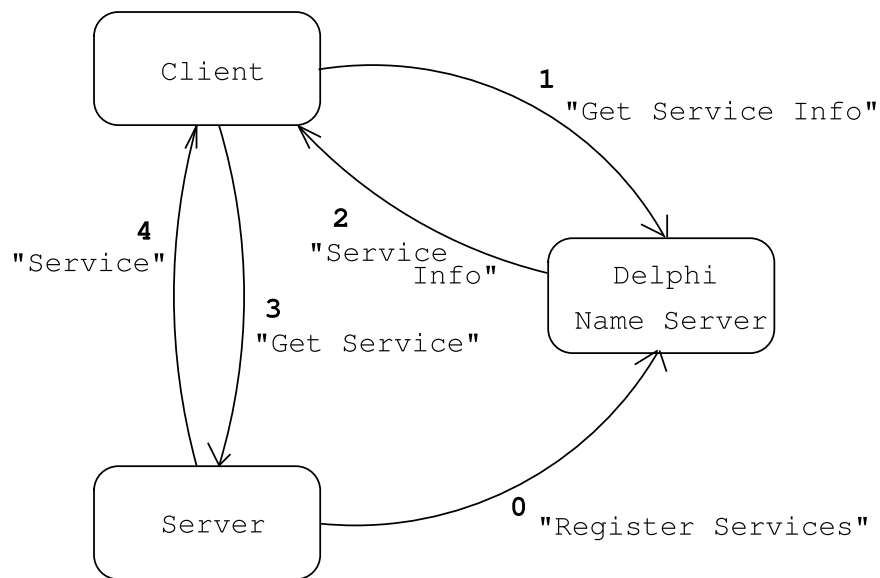 Client
1
"Get Service Info"
2
"Service
Info"
4
"Service"
Delphi
Name Server
3
"Get Service"
Server
0
"Register Services"